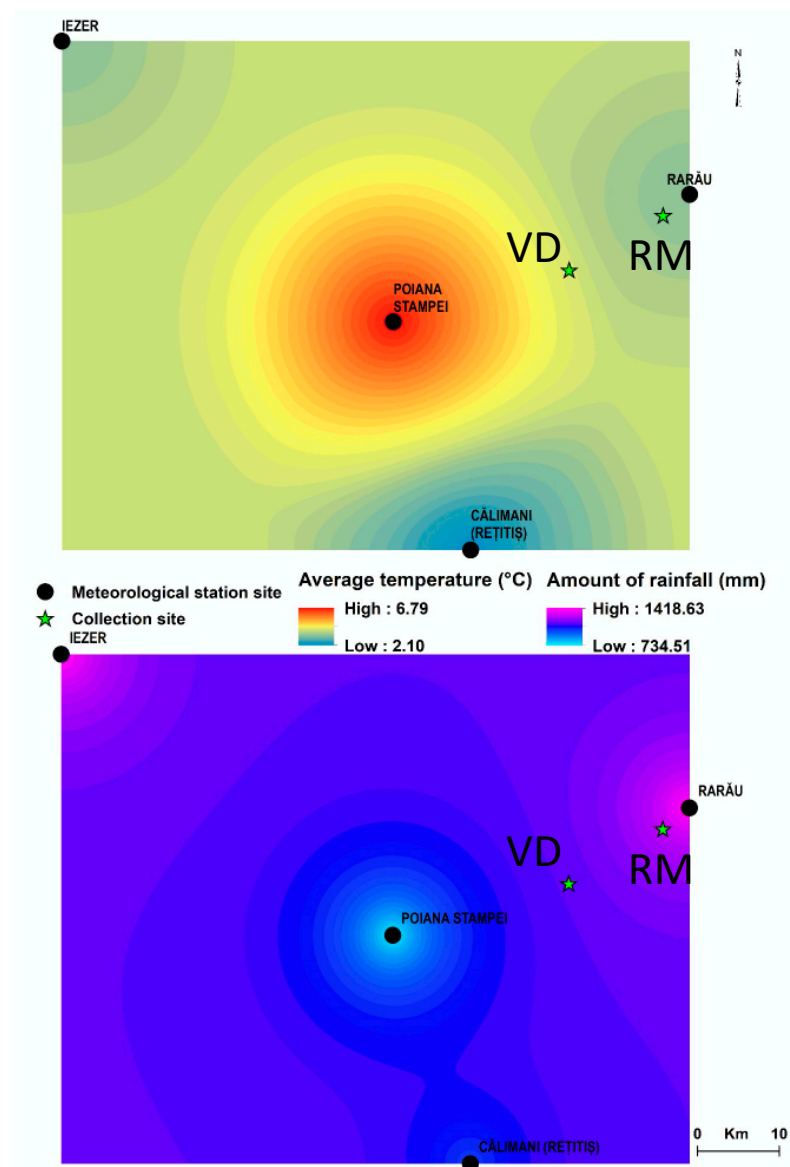 IEZER
N
RARĂU
VD
RM
POIANA
STAMPEI
CĂLIMANI
(REȚITIȘ)
Meteorological station site
Collection site
Average temperature (°C)
High : 6.79
Low : 2.10
Amount of rainfall (mm)
High : 1418.63
Low : 734.51
IEZER
RARĂU
VD
RM
POIANA STAMPEI
CĂLIMANI (REȚITIȘ)
0 Km 10